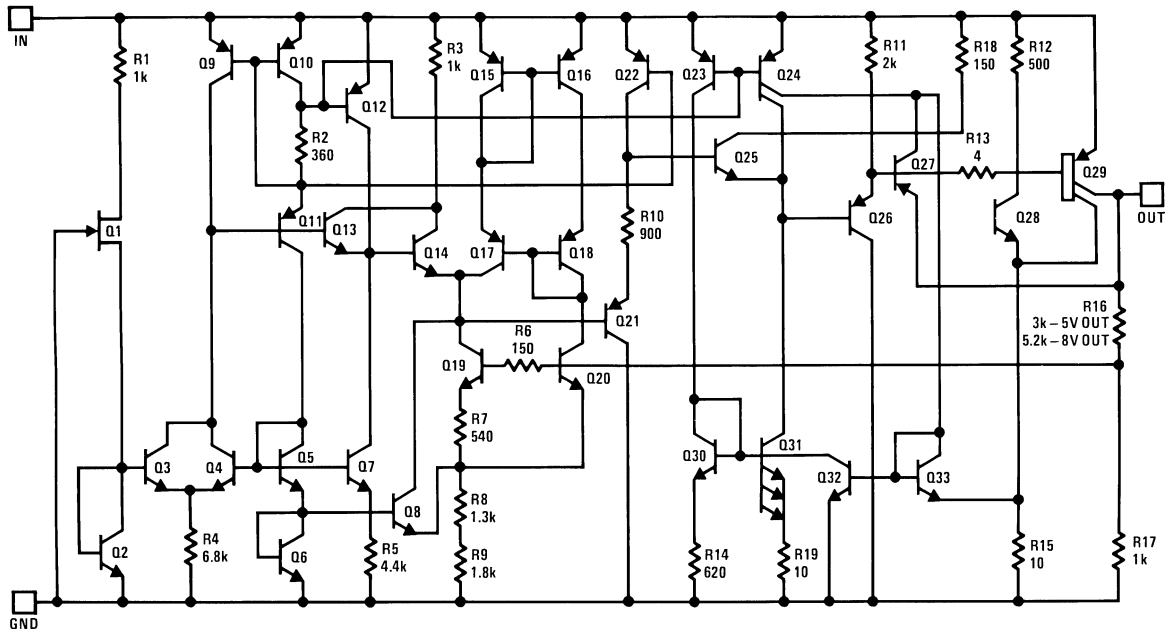 IN
R1
1k
Q9
Q10
Q12
R3
1k
Q15
Q16
Q22
Q23
Q24
R11
2k
R18
150
R12
500
R2
360
Q25
Q27
R13
4
Q29
OUT
Q1
Q11
Q13
Q14
Q17
Q18
R10
900
Q26
Q28
Q21
R16
3k – 5V OUT
5.2k – 8V OUT
R6
150
Q19
Q20
R7
540
Q3
Q4
Q5
Q7
Q8
R8
1.3k
Q30
Q31
Q32
Q33
Q2
R4
6.8k
Q6
R5
4.4k
R9
1.8k
R14
620
R19
10
R15
10
R17
1k
GND